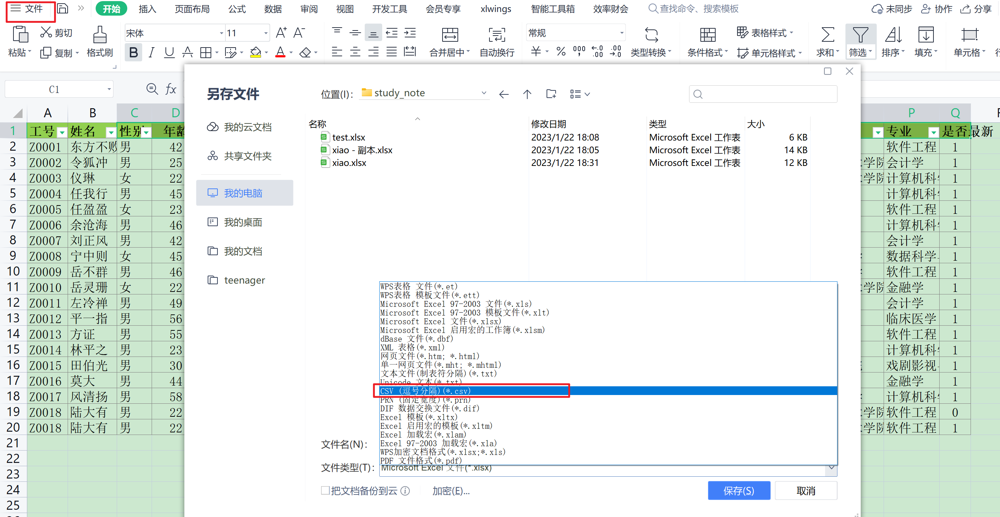 文件
开始 插入 页面布局 公式 数据 审阅 视图 开发工具 会员专享 xlwings 智能工具箱 效率财会 查找命令、搜索模板 未同步 协作 分享
粘贴 剪切 复制 格式刷
宋体 11 A+ A-
B I U A A
合并居中 自动换行
常规
¥ % 000 ←.0 .00 .00 →.0 类型转换
条件格式 表格样式 单元格样式
求和 筛选 排序 填充 单元格
C1 fx
另存文件
位置(I): study_note
我的云文档
共享文件夹
我的电脑
我的桌面
我的文档
teenager
名称 修改日期 类型 大小
test.xlsx 2023/1/22 18:08 Microsoft Excel 工作表 6 KB
xiao - 副本.xlsx 2023/1/22 18:05 Microsoft Excel 工作表 14 KB
xiao.xlsx 2023/1/22 18:31 Microsoft Excel 工作表 12 KB
WPS表格 文件(*.et)
WPS表格 模板文件(*.ett)
Microsoft Excel 97-2003 文件(*.xls)
Microsoft Excel 97-2003 模板文件(*.xlt)
Microsoft Excel 文件(*.xlsx)
Microsoft Excel 启用宏的工作簿(*.xlsm)
dBase 文件(*.dbf)
XML 表格(*.xml)
网页文件(*.htm; *.html)
单一网页文件(*.mht; *.mhtml)
文本文件(制表符分隔)(*.txt)
Unicode 文本(*.txt)
CSV (逗号分隔)(*.csv)
PRN (固定宽度)(*.prn)
DIF 数据交换文件(*.dif)
Excel 模板(*.xltx)
Excel 启用宏的模板(*.xltm)
Excel 加载宏(*.xlam)
Excel 97-2003 加载宏(*.xla)
WPS加密文档格式(*.xlsx;*.xls)
PDF 文件格式(*.pdf)
文件名(N):
文件类型(T): Microsoft Excel 文件(*.xlsx)
把文档备份到云 加密(E)... 保存(S) 取消
A B C D P Q
1 工号 姓名 性别 年龄 专业 是否最新
2 Z0001 东方不败 男 42 软件工程 1
3 Z0002 令狐冲 男 25 学院 会计学 1
4 Z0003 仪琳 女 22 学院 计算机科 1
5 Z0004 任我行 男 45 计算机科 1
6 Z0005 任盈盈 女 23 软件工程 1
7 Z0006 余沧海 男 46 计算机科 1
8 Z0007 刘正风 男 42 会计学 1
9 Z0008 宁中则 女 45 数据科学 1
10 Z0009 岳不群 男 46 软件工程 1
11 Z0010 岳灵珊 女 22 学院 金融学 1
12 Z0011 左冷禅 男 49 会计学 1
13 Z0012 平一指 男 56 临床医学 1
14 Z0013 方证 男 55 软件工程 1
15 Z0014 林平之 男 23 计算机科 1
16 Z0015 田伯光 男 30 戏剧影视 1
17 Z0016 莫大 男 44 金融学 1
18 Z0017 风清扬 男 58 计算机科 1
19 Z0018 陆大有 男 22 学院 软件工程 0
20 Z0018 陆大有 男 22 学院 软件工程 1
21
22
23
24
25